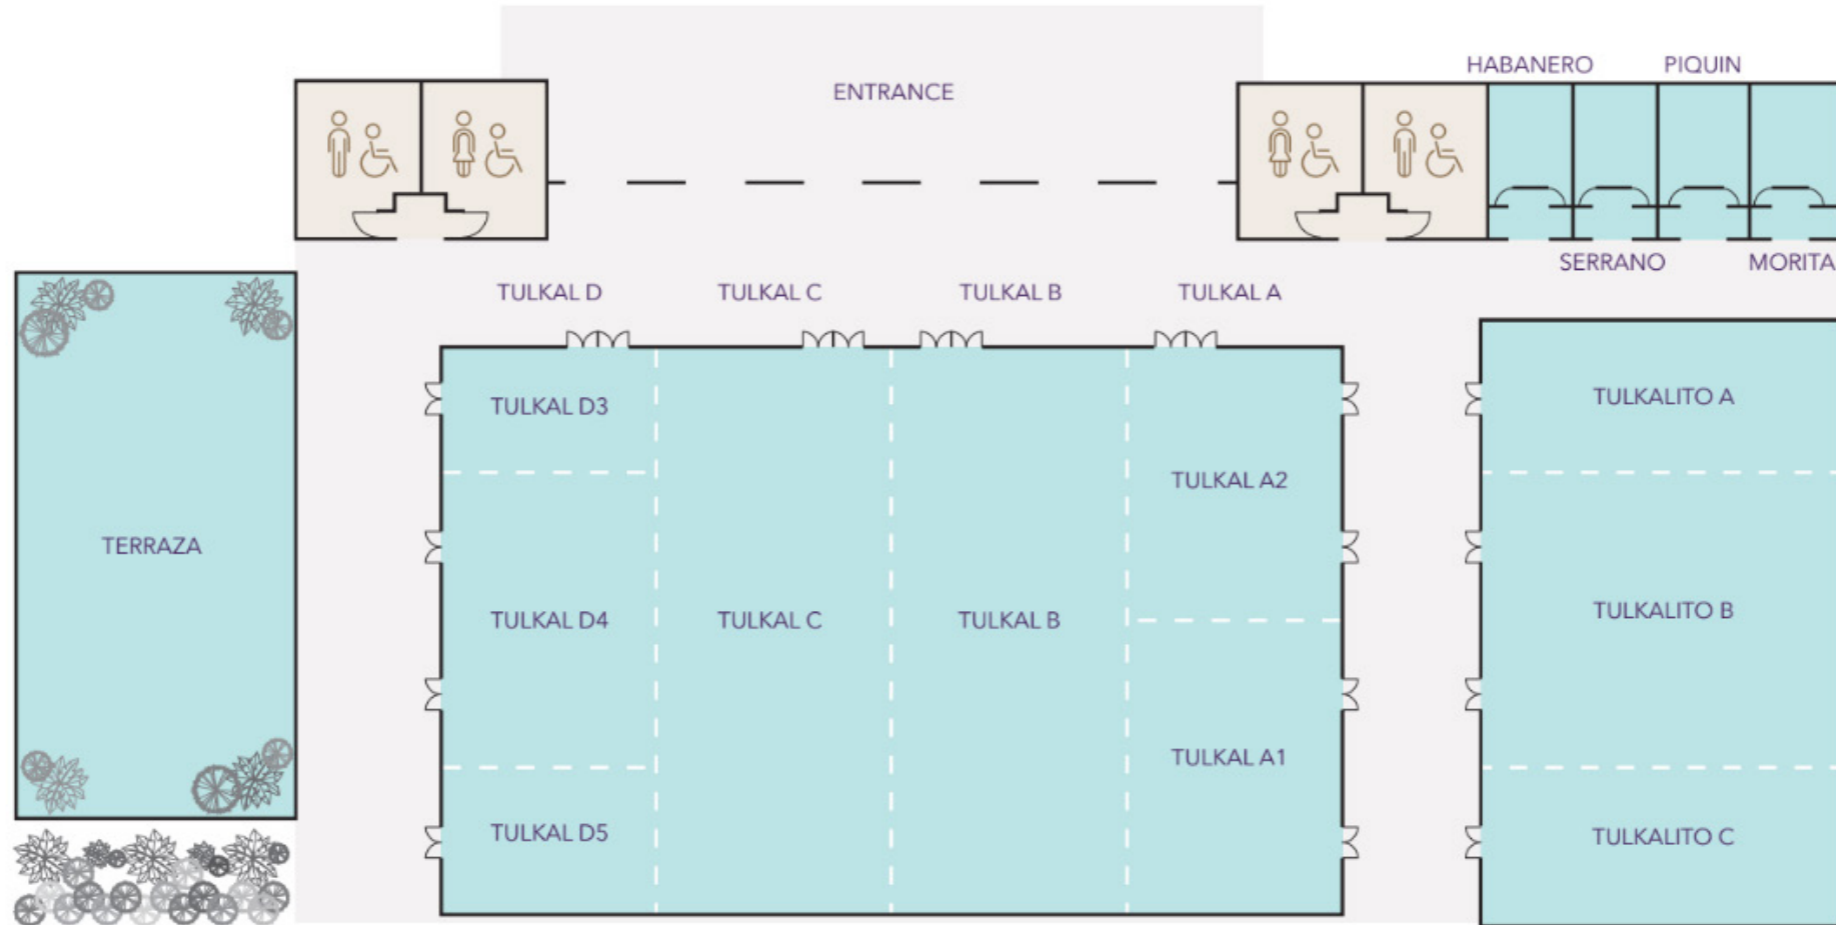 HABANERO
PIQUIN
ENTRANCE
SERRANO
MORITA
TULKAL D
TULKAL C
TULKAL B
TULKAL A
TULKALITO A
TULKAL D3
TULKAL A2
TERRAZA
TULKALITO B
TULKAL D4
TULKAL C
TULKAL B
TULKAL A1
TULKAL D5
TULKALITO C